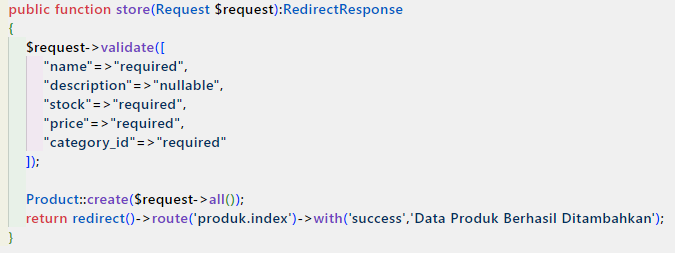 public function store(Request $request):RedirectResponse
{
$request->validate([
"name"=>"required",
"description"=>"nullable",
"stock"=>"required",
"price"=>"required",
"category_id"=>"required"
]);
Product::create($request->all());
return redirect()->route('produk.index')->with('success','Data Produk Berhasil Ditambahkan');
}